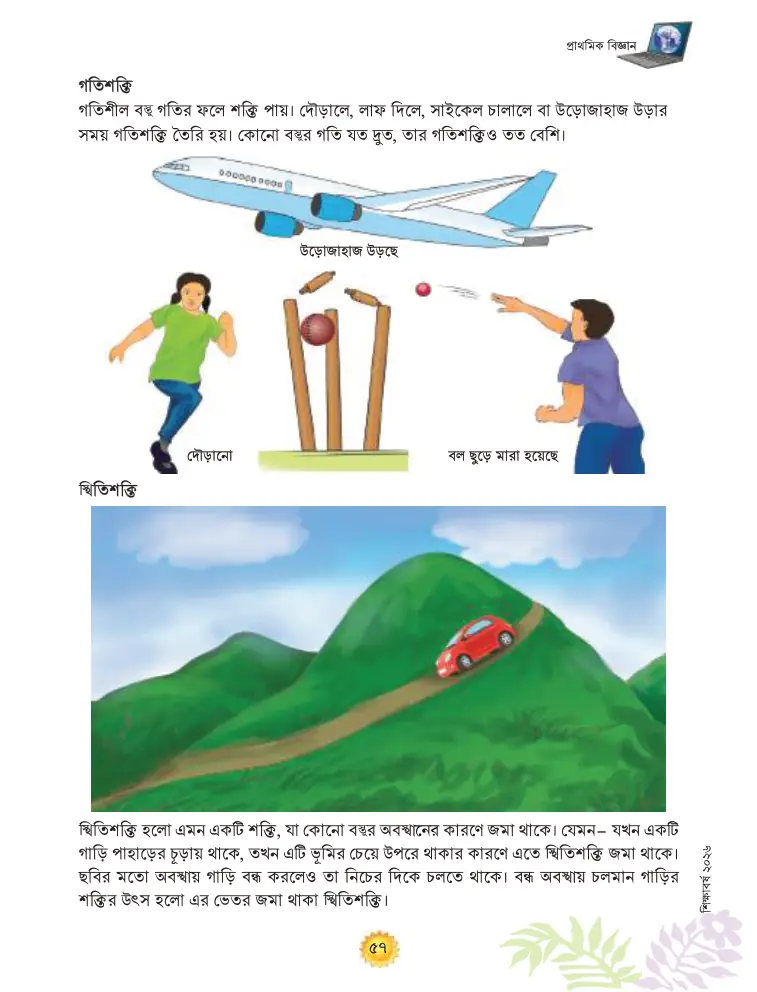 প্রাথমিক বিজ্ঞান
গতিশক্তি
গতিশীল বস্তু গতির ফলে শক্তি পায়। দৌড়ালে, লাফ দিলে, সাইকেল চালালে বা উড়োজাহাজ উড়ার
সময় গতিশক্তি তৈরি হয়। কোনো বস্তুর গতি যত দ্রুত, তার গতিশক্তিও তত বেশি।
উড়োজাহাজ উড়ছে
দৌড়ানো
বল ছুড়ে মারা হয়েছে
স্থিতিশক্তি
স্থিতিশক্তি হলো এমন একটি শক্তি, যা কোনো বস্তুর অবস্থানের কারণে জমা থাকে। যেমন– যখন একটি
গাড়ি পাহাড়ের চূড়ায় থাকে, তখন এটি ভূমির চেয়ে উপরে থাকার কারণে এতে স্থিতিশক্তি জমা থাকে।
ছবির মতো অবস্থায় গাড়ি বন্ধ করলেও তা নিচের দিকে চলতে থাকে। বন্ধ অবস্থায় চলমান গাড়ির
শক্তির উৎস হলো এর ভেতর জমা থাকা স্থিতিশক্তি।
শিক্ষাবর্ষ ২০২৬
৫৭